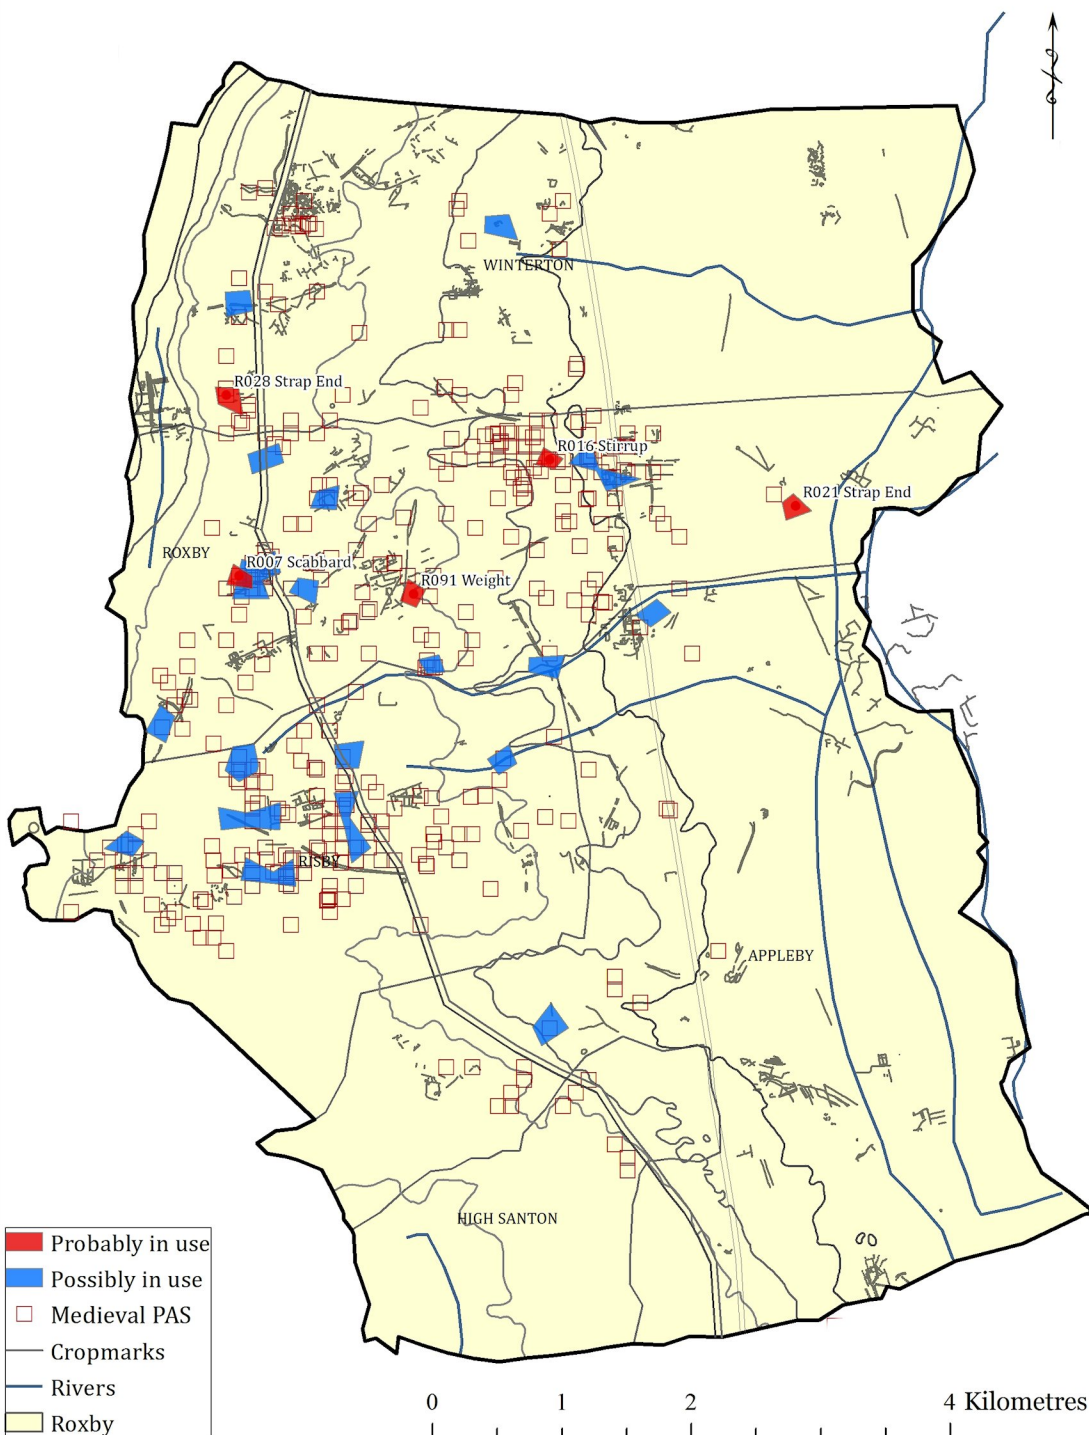 WINTERTON
R028 Strap End
R016 Stirrup
R021 Strap End
ROXBY
R007 Scabbard
R091 Weight
RISBY
APPLEBY
HIGH SANTON
Probably in use
Possibly in use
Medieval PAS
Cropmarks
Rivers
Roxby
0 1 2 4 Kilometres